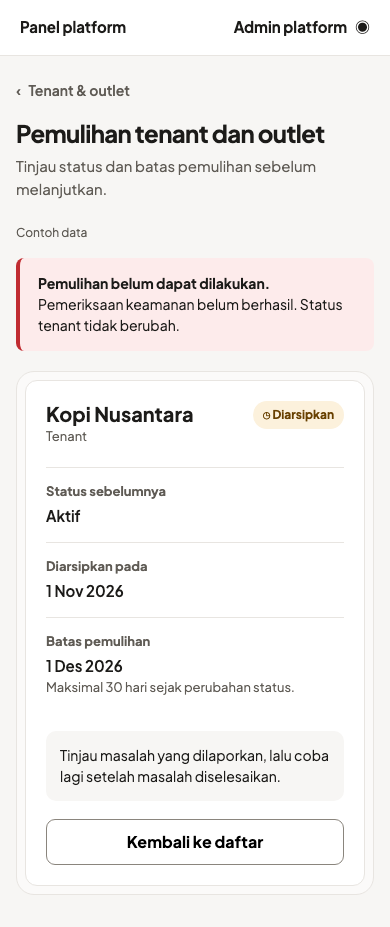 Panel platform
Admin platform
‹ Tenant & outlet
Pemulihan tenant dan outlet
Tinjau status dan batas pemulihan sebelum
melanjutkan.
Contoh data
Pemulihan belum dapat dilakukan.
Pemeriksaan keamanan belum berhasil. Status
tenant tidak berubah.
Kopi Nusantara
Diarsipkan
Tenant
Status sebelumnya
Aktif
Diarsipkan pada
1 Nov 2026
Batas pemulihan
1 Des 2026
Maksimal 30 hari sejak perubahan status.
Tinjau masalah yang dilaporkan, lalu coba
lagi setelah masalah diselesaikan.
Kembali ke daftar